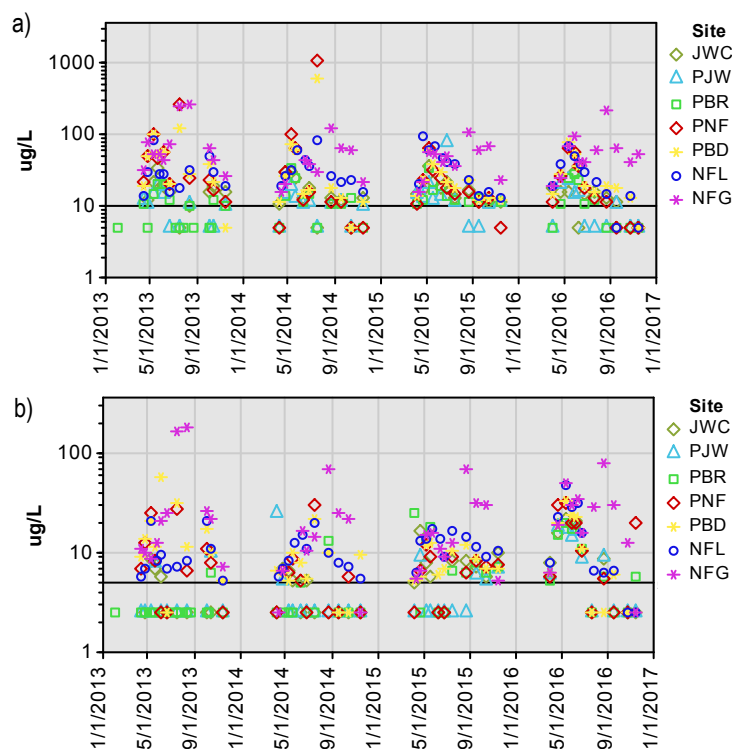 a)
ug/L
1000
100
10
1
1/1/2013
5/1/2013
9/1/2013
1/1/2014
5/1/2014
9/1/2014
1/1/2015
5/1/2015
9/1/2015
1/1/2016
5/1/2016
9/1/2016
1/1/2017
Site
JWC
PJW
PBR
PNF
PBD
NFL
NFG
b)
ug/L
100
10
1
1/1/2013
5/1/2013
9/1/2013
1/1/2014
5/1/2014
9/1/2014
1/1/2015
5/1/2015
9/1/2015
1/1/2016
5/1/2016
9/1/2016
1/1/2017
Site
JWC
PJW
PBR
PNF
PBD
NFL
NFG